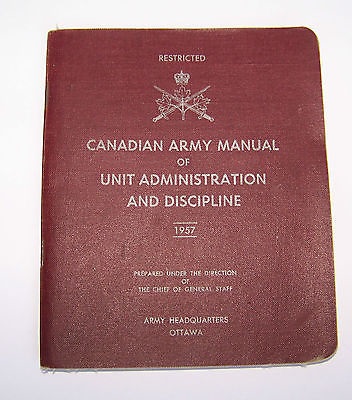 RESTRICTED
CANADIAN ARMY MANUAL
OF
UNIT ADMINISTRATION
AND DISCIPLINE
1957
PREPARED UNDER THE DIRECTION
OF
THE CHIEF OF GENERAL STAFF
ARMY HEADQUARTERS
OTTAWA